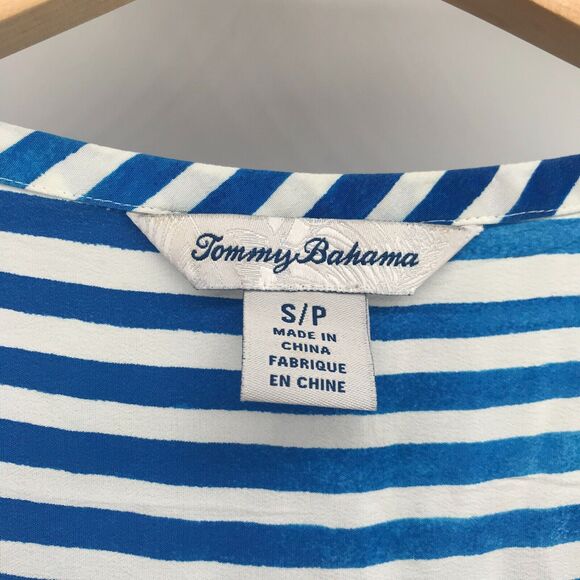 Tommy Bahama
S/P
MADE IN
CHINA
FABRIQUE
EN CHINE